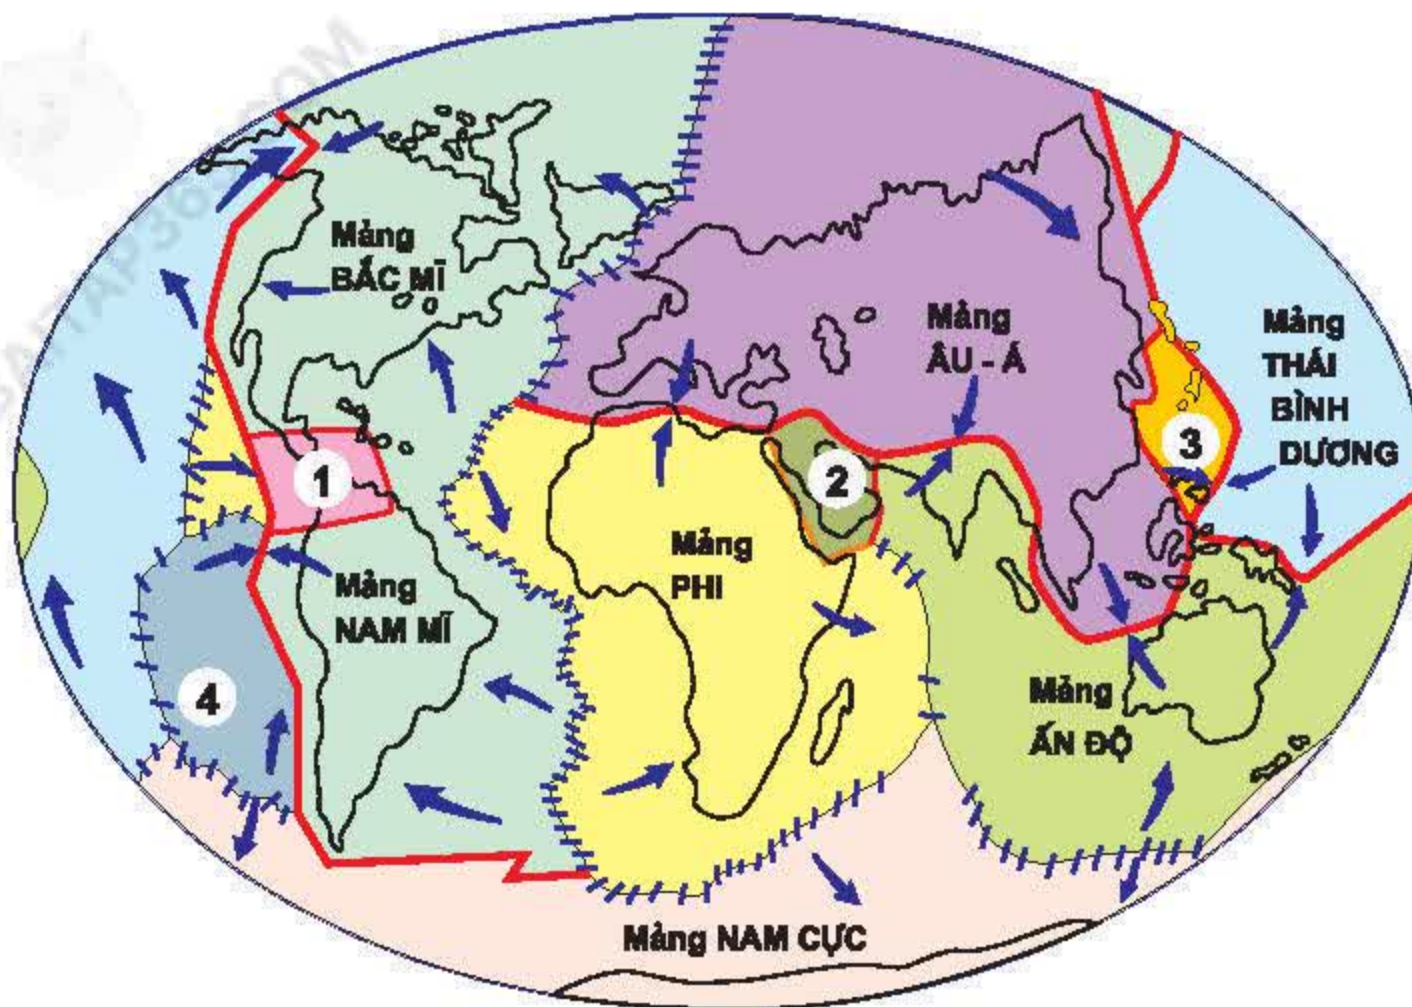 Mảng
BẮC MĨ
Mảng
ÂU - Á
Mảng
THÁI
BÌNH
DƯƠNG
1
2
3
Mảng
PHI
Mảng
NAM MĨ
4
Mảng
ẤN ĐỘ
Mảng NAM CỰC